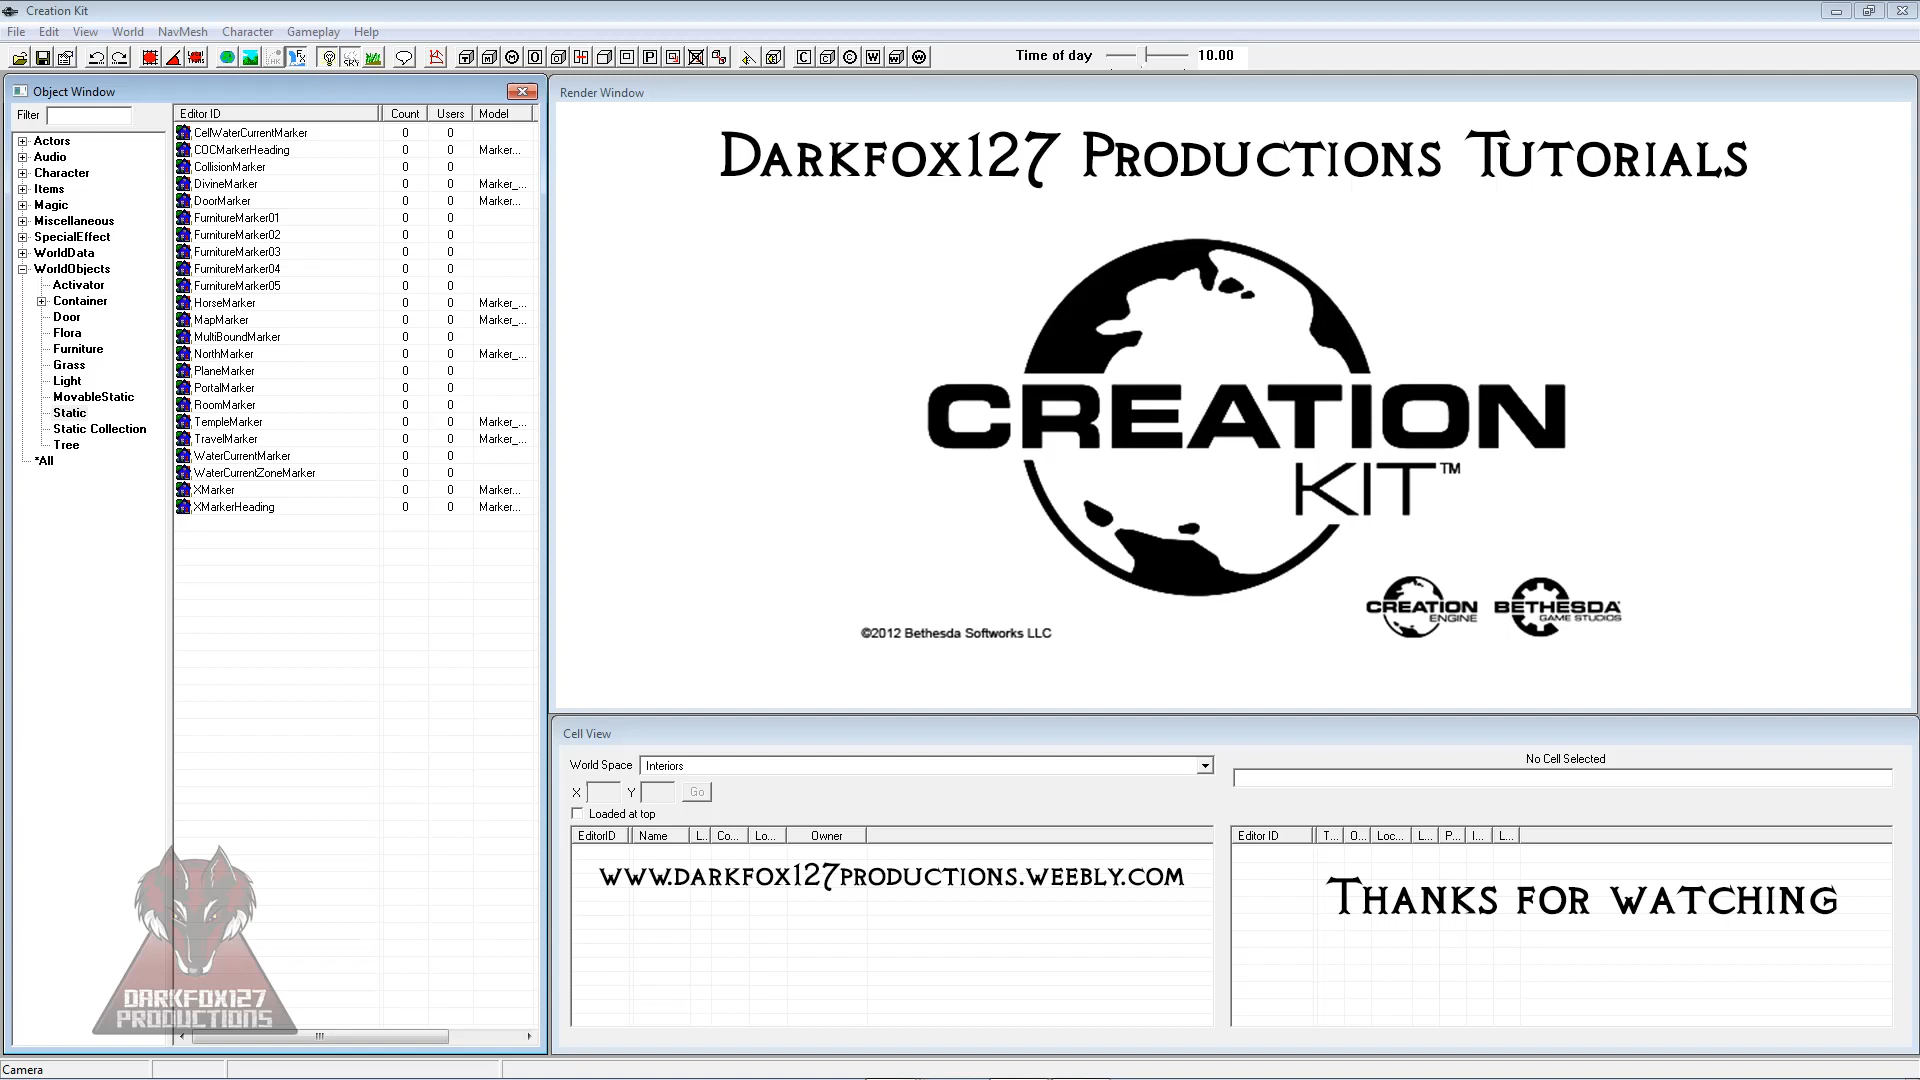 Creation Kit
File Edit View World NavMesh Character Gameplay Help
Time of day 10.00
Object Window
Filter
Actors
Audio
Character
Items
Magic
Miscellaneous
SpecialEffect
WorldData
WorldObjects
Activator
Container
Door
Flora
Furniture
Grass
Light
MovableStatic
Static
Static Collection
Tree
*All
Editor ID Count Users Model
CellWaterCurrentMarker 0 0
COCMarkerHeading 0 0 Marker...
CollisionMarker 0 0
DivineMarker 0 0 Marker_...
DoorMarker 0 0 Marker...
FurnitureMarker01 0 0
FurnitureMarker02 0 0
FurnitureMarker03 0 0
FurnitureMarker04 0 0
FurnitureMarker05 0 0
HorseMarker 0 0 Marker_...
MapMarker 0 0 Marker_...
MultiBoundMarker 0 0
NorthMarker 0 0 Marker_...
PlaneMarker 0 0
PortalMarker 0 0
RoomMarker 0 0
TempleMarker 0 0 Marker_...
TravelMarker 0 0 Marker_...
WaterCurrentMarker 0 0
WaterCurrentZoneMarker 0 0
XMarker 0 0 Marker...
XMarkerHeading 0 0 Marker...
DARKFOX127
PRODUCTIONS
Render Window
Darkfox127 Productions Tutorials
CREATION
KIT™
CREATION
ENGINE
BETHESDA
GAME STUDIOS
©2012 Bethesda Softworks LLC
Cell View
World Space Interiors
X Y Go
Loaded at top
EditorID Name L.. Co... Lo... Owner
www.darkfox127productions.weebly.com
No Cell Selected
Editor ID T... O... Loc... L... P... I... L...
Thanks for watching
Camera